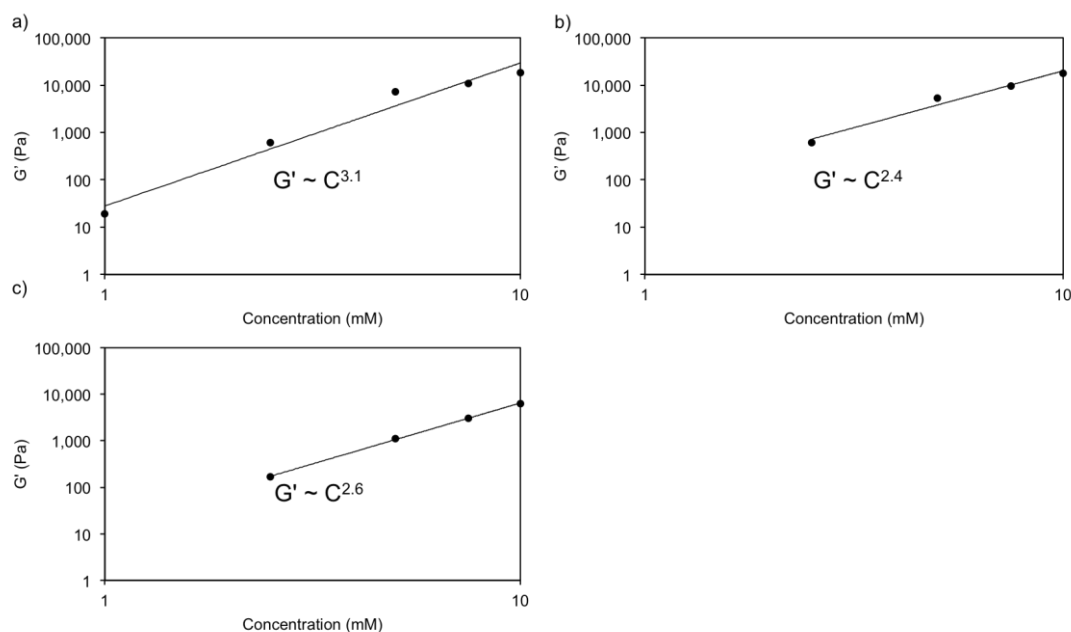 a)
100,000
10,000
1,000
100
10
1
G’ (Pa)
G' ~ C3.1
1
10
Concentration (mM)
b)
100,000
10,000
1,000
100
10
1
G’ (Pa)
G' ~ C2.4
1
10
Concentration (mM)
c)
100,000
10,000
1,000
100
10
1
G' (Pa)
G' ~ C2.6
1
10
Concentration (mM)